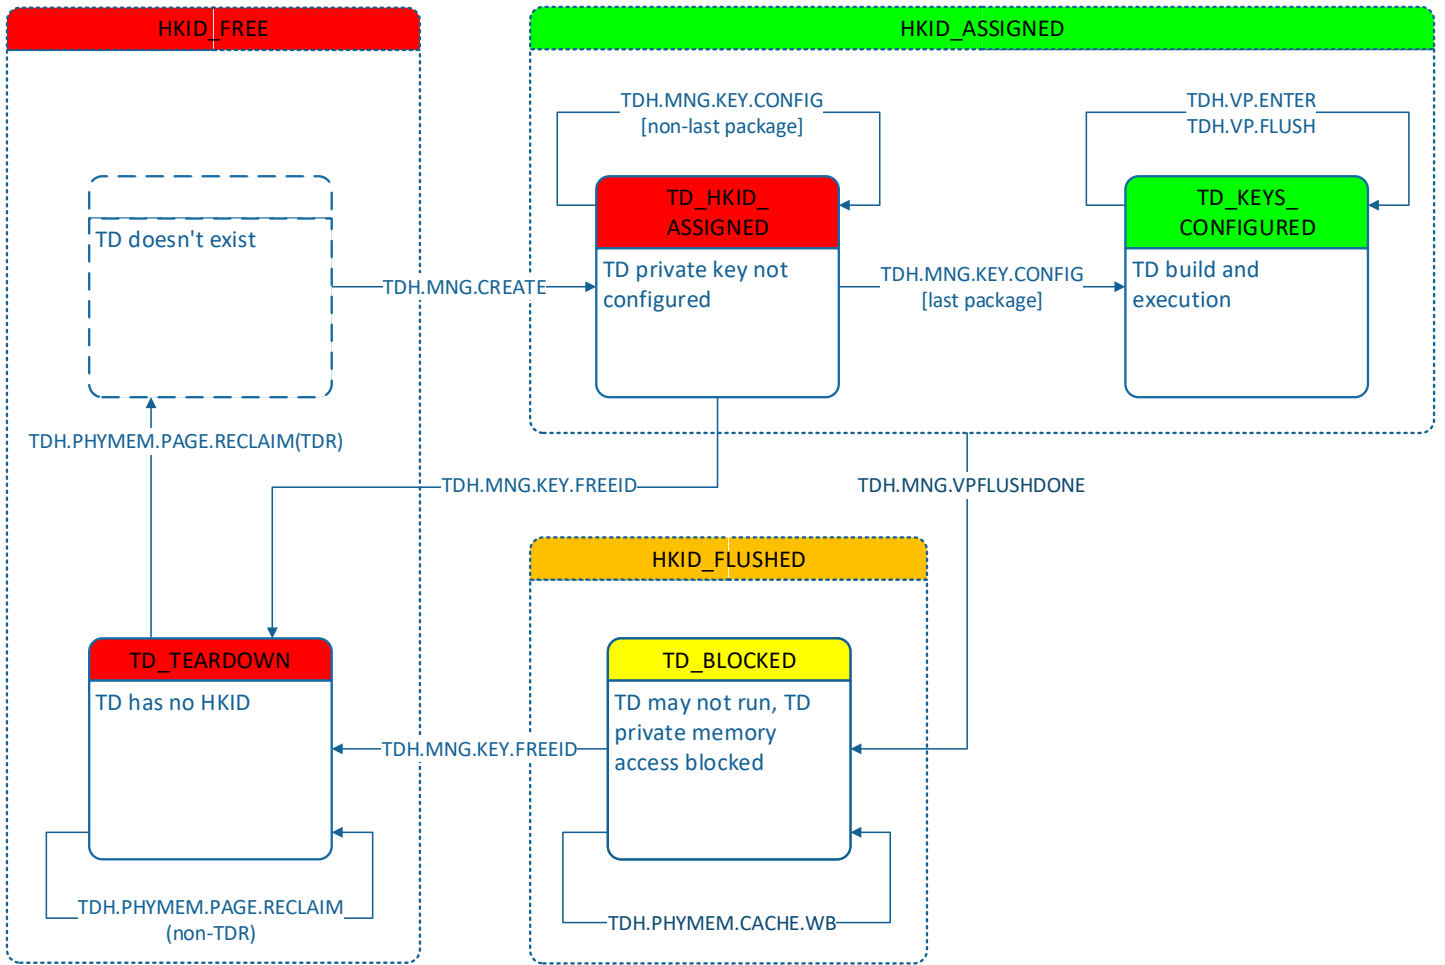 HKID_FREE
HKID_ASSIGNED
TDH.MNG.KEY.CONFIG
[non-last package]
TDH.VP.ENTER
TDH.VP.FLUSH
TD doesn't exist
TD_HKID_
ASSIGNED
TD private key not
configured
TD_KEYS_
CONFIGURED
TD build and
execution
TDH.MNG.CREATE
TDH.MNG.KEY.CONFIG
[last package]
TDH.PHYMEM.PAGE.RECLAIM(TDR)
TDH.MNG.KEY.FREEID
TDH.MNG.VPFLUSHDONE
HKID_FLUSHED
TD_TEARDOWN
TD has no HKID
TD_BLOCKED
TD may not run, TD
private memory
access blocked
TDH.MNG.KEY.FREEID
TDH.PHYMEM.PAGE.RECLAIM
(non-TDR)
TDH.PHYMEM.CACHE.WB